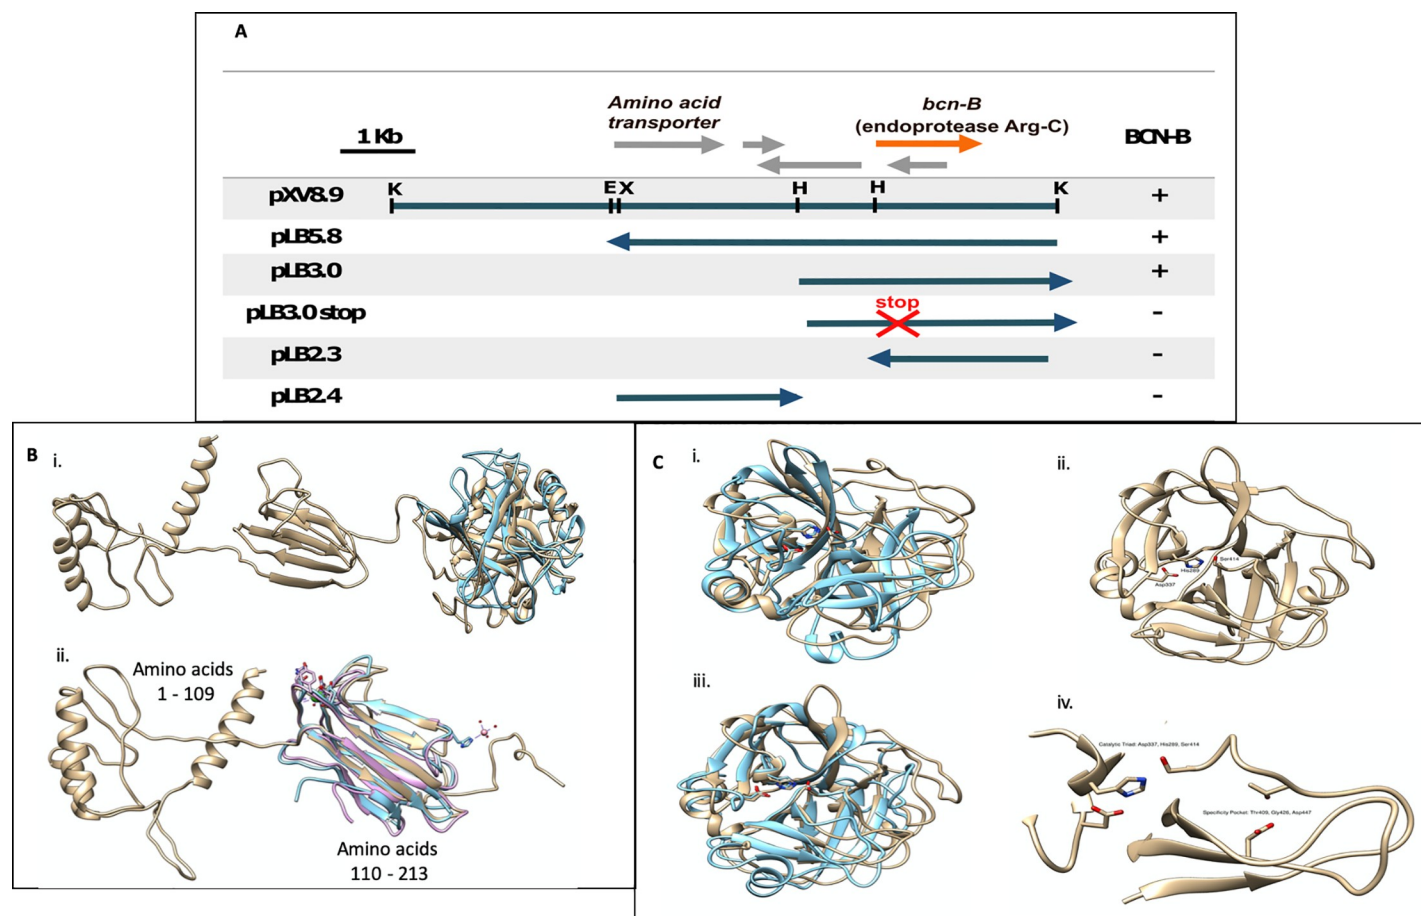 A
Amino acid
transporter
bcn-B
(endoprotease Arg-C)
1 Kb
BCN-B
pXV8.9
K
E X
H
H
K
+
pLB5.8
+
pLB3.0
+
stop
pLB3.0 stop
-
pLB2.3
-
pLB2.4
-
B
i.
ii.
Amino acids
1 - 109
Amino acids
110 - 213
C
i.
ii.
Ser414
His289
Asp337
iii.
iv.
Catalytic Triad: Asp337, His289, Ser414
Specificity Pocket: Thr409, Gly428, Asp447